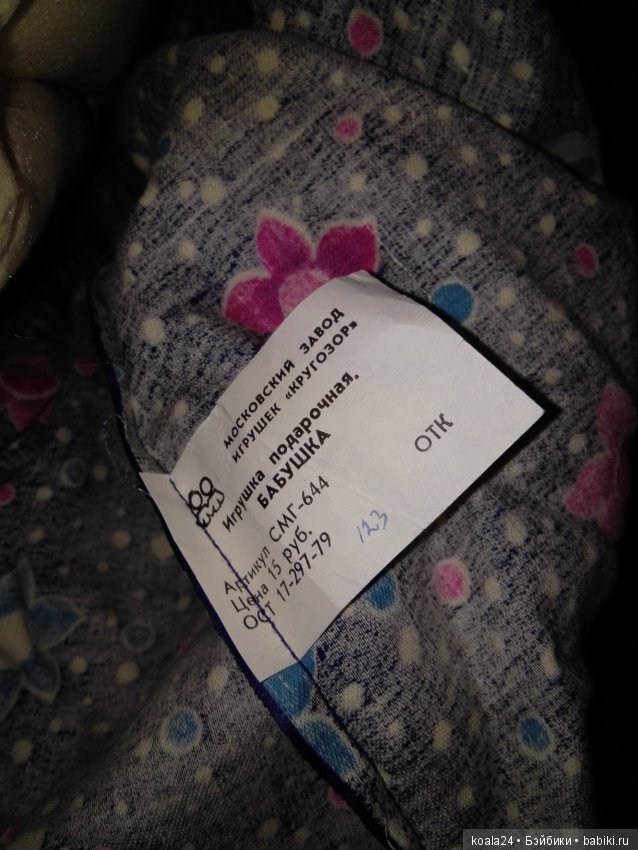 МОСКОВСКИЙ ЗАВОД
ИГРУШЕК «КРУГОЗОР»
Игрушка подарочная.
БАБУШКА
Артикул СМГ-644
Цена 15 руб.
ОСТ 17-297-79
123
ОТК
koala24 • Бэйбики • babiki.ru